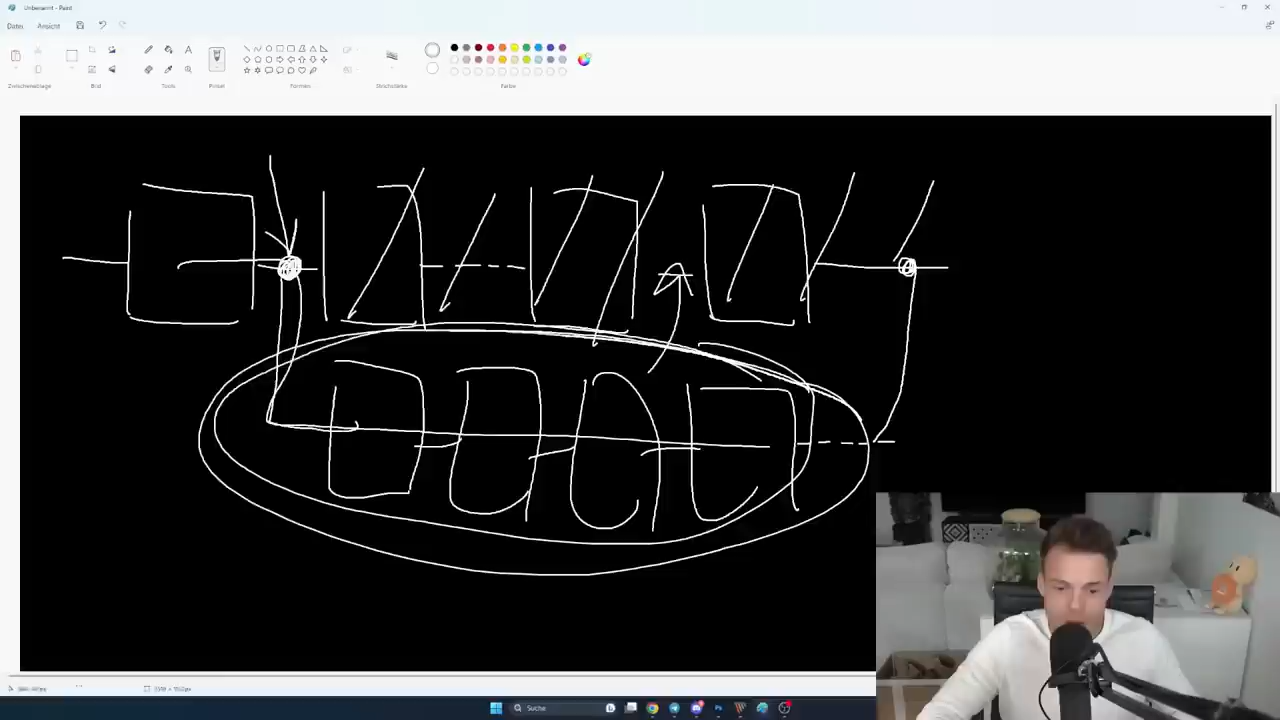 Unbenannt - Paint
Datei Ansicht
Zwischenablage Bild Tools Pinsel Formen Strichstärke Farbe
Suche